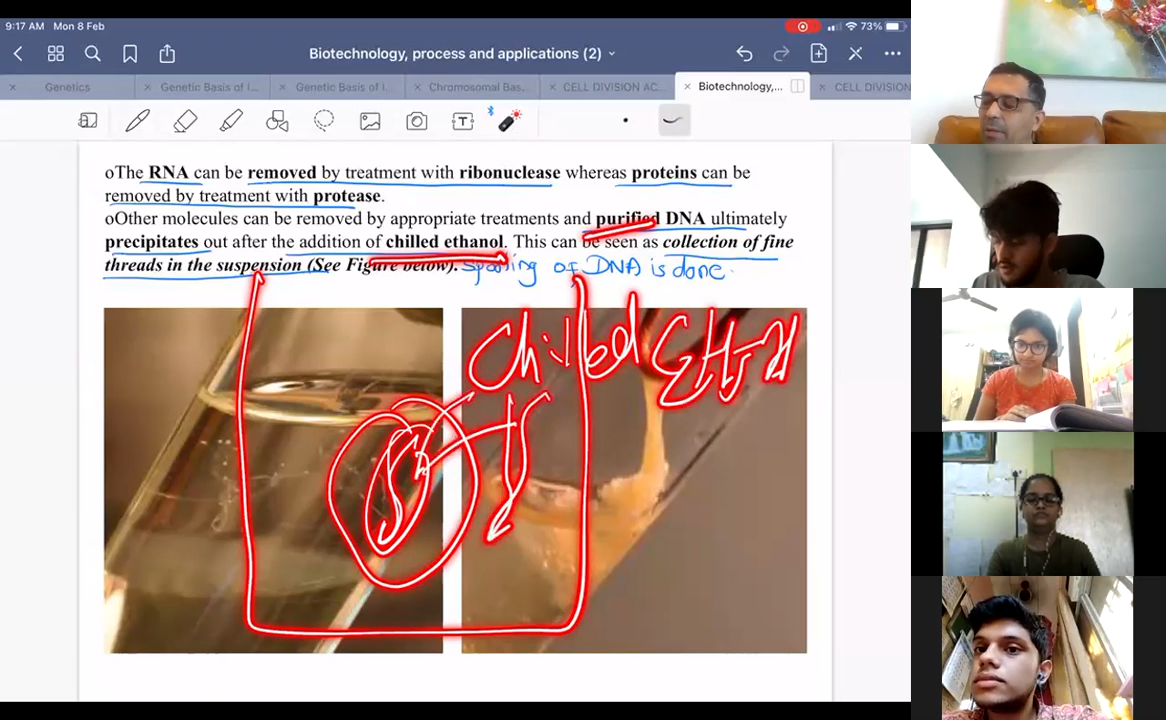 9:17 AM Mon 8 Feb
73%
Biotechnology, process and applications (2)
Genetics
Genetic Basis of I...
Genetic Basis of I...
Chromosomal Bas...
CELL DIVISION AC...
Biotechnology,...
CELL DIVISION
oThe RNA can be removed by treatment with ribonuclease whereas proteins can be
removed by treatment with protease.
oOther molecules can be removed by appropriate treatments and purified DNA ultimately
precipitates out after the addition of chilled ethanol. This can be seen as collection of fine
threads in the suspension (See Figure below). Spooling of DNA is done.
Chilled